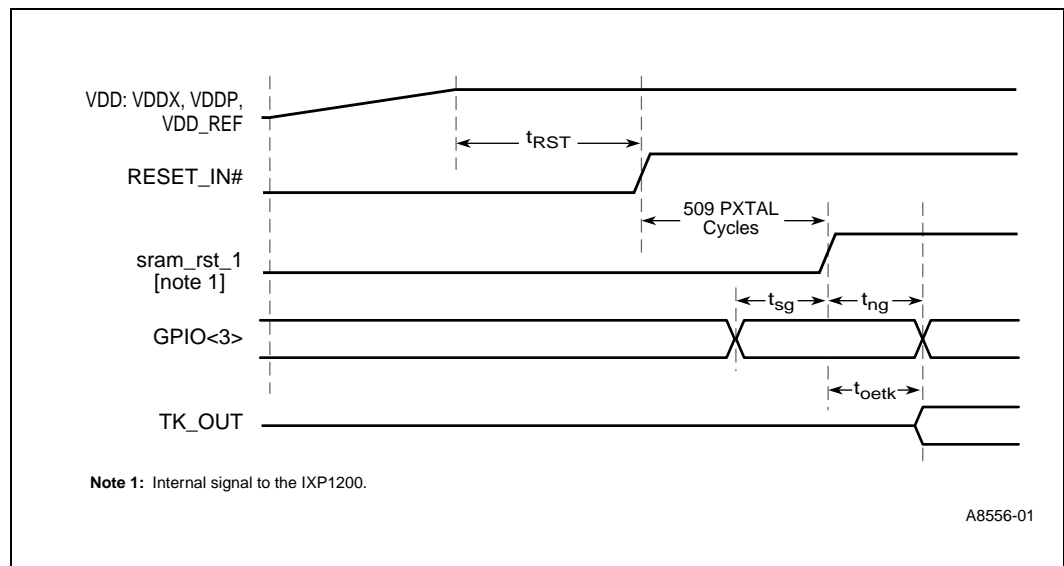 VDD: VDDX, VDDP,
VDD_REF
tRST
RESET_IN#
509 PXTAL
Cycles
sram_rst_1
[note 1]
tsg
tng
GPIO<3>
toetk
TK_OUT
Note 1: Internal signal to the IXP1200.
A8556-01